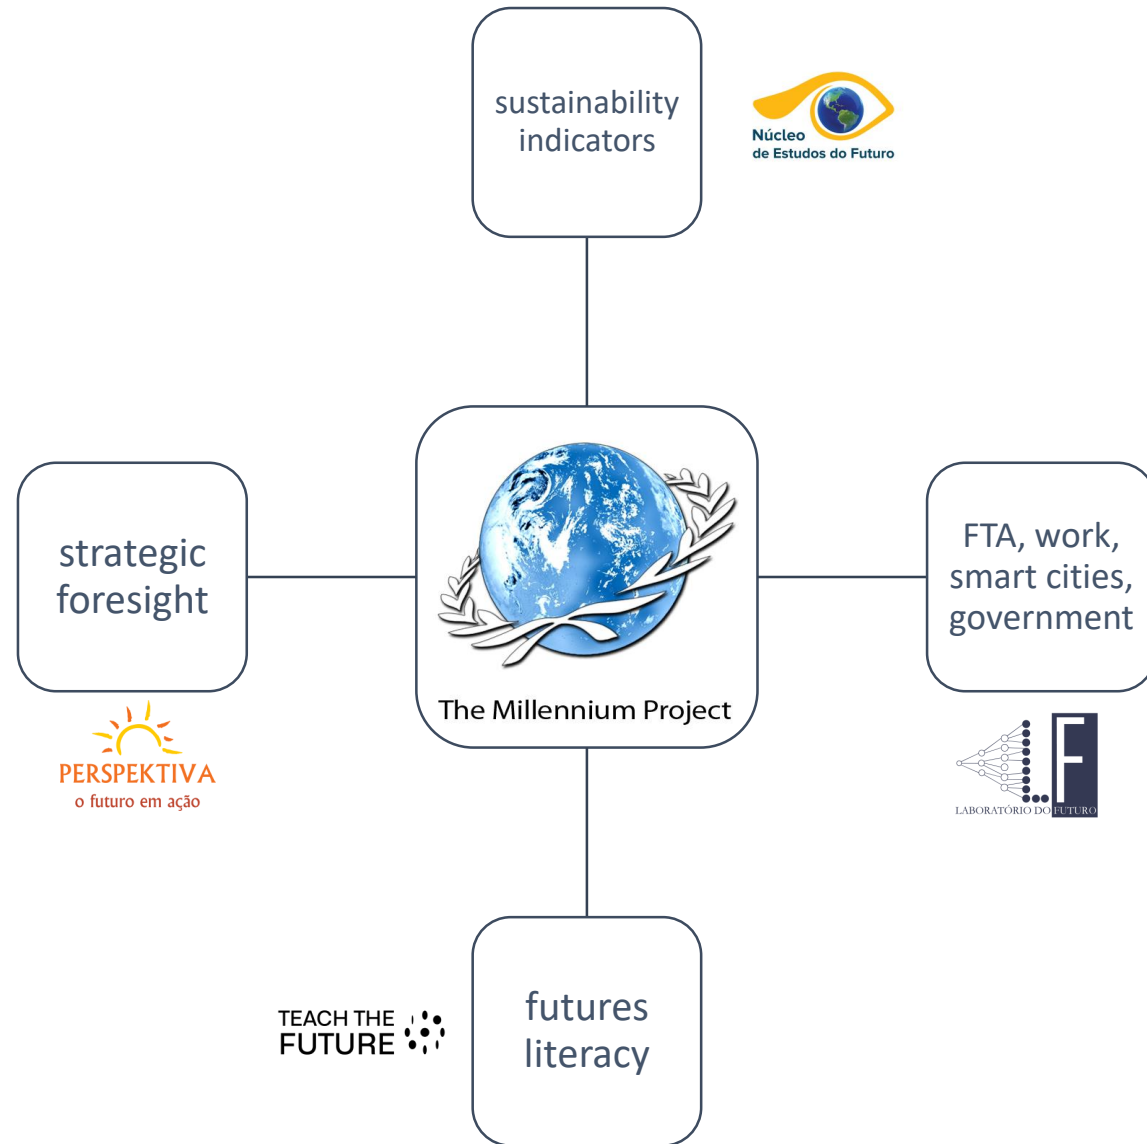 sustainability
indicators
Núcleo
de Estudos do Futuro
strategic
foresight
PERSPEKTIVA
o futuro em ação
The Millennium Project
FTA, work,
smart cities,
government
LF
LABORATÓRIO DO FUTURO
TEACH THE
FUTURE
futures
literacy